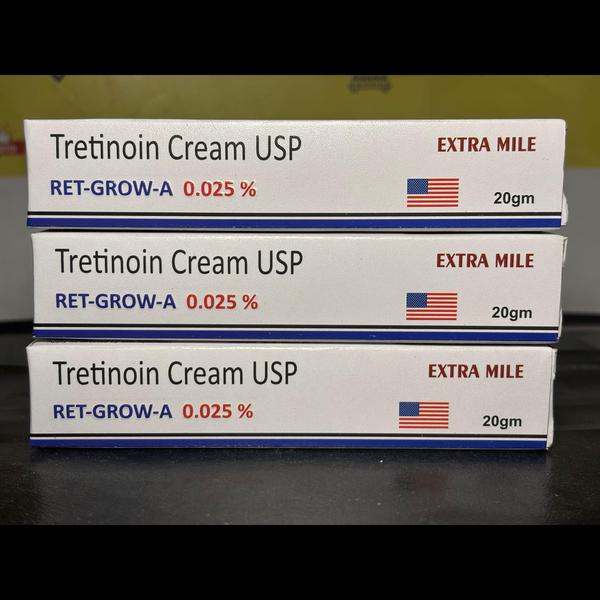 Tretinoin Cream USP EXTRA MILE
RET-GROW-A 0.025 %
20gm
Tretinoin Cream USP EXTRA MILE
RET-GROW-A 0.025 %
20gm
Tretinoin Cream USP EXTRA MILE
RET-GROW-A 0.025 %
20gm